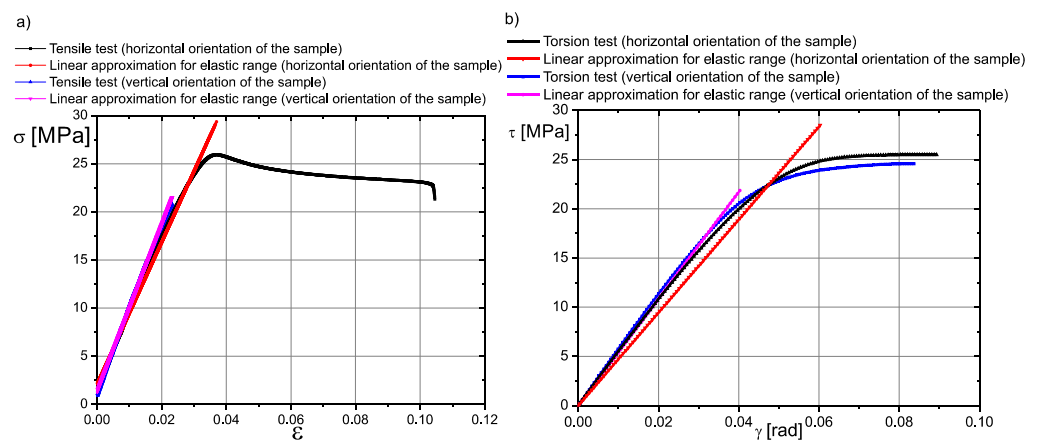 a)
Tensile test (horizontal orientation of the sample)
Linear approximation for elastic range (horizontal orientation of the sample)
Tensile test (vertical orientation of the sample)
Linear approximation for elastic range (vertical orientation of the sample)
30
σ [MPa]
25
20
15
10
5
0
0.00 0.02 0.04 0.06 0.08 0.10 0.12
ε
b)
Torsion test (horizontal orientation of the sample)
Linear approximation for elastic range (horizontal orientation of the sample)
Torsion test (vertical orientation of the sample)
Linear approximation for elastic range (vertical orientation of the sample)
30
τ [MPa]
25
20
15
10
5
0
0.00 0.02 0.04 0.06 0.08 0.10
γ [rad]